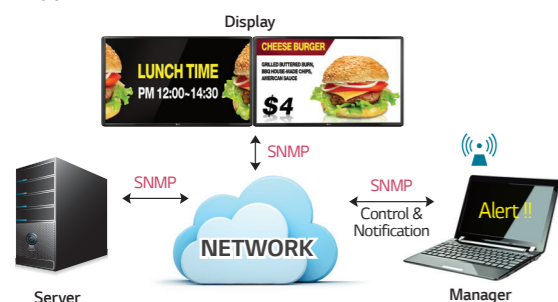 Display
LUNCH TIME
PM 12:00~14:30
CHEESE BURGER
GRILLED BUTTERED BURN,
BBQ HOUSE-MADE CHIPS,
AMERICAN SAUCE
$4
SNMP
SNMP
SNMP
Control &
Notification
NETWORK
Alert !!
Server
Manager